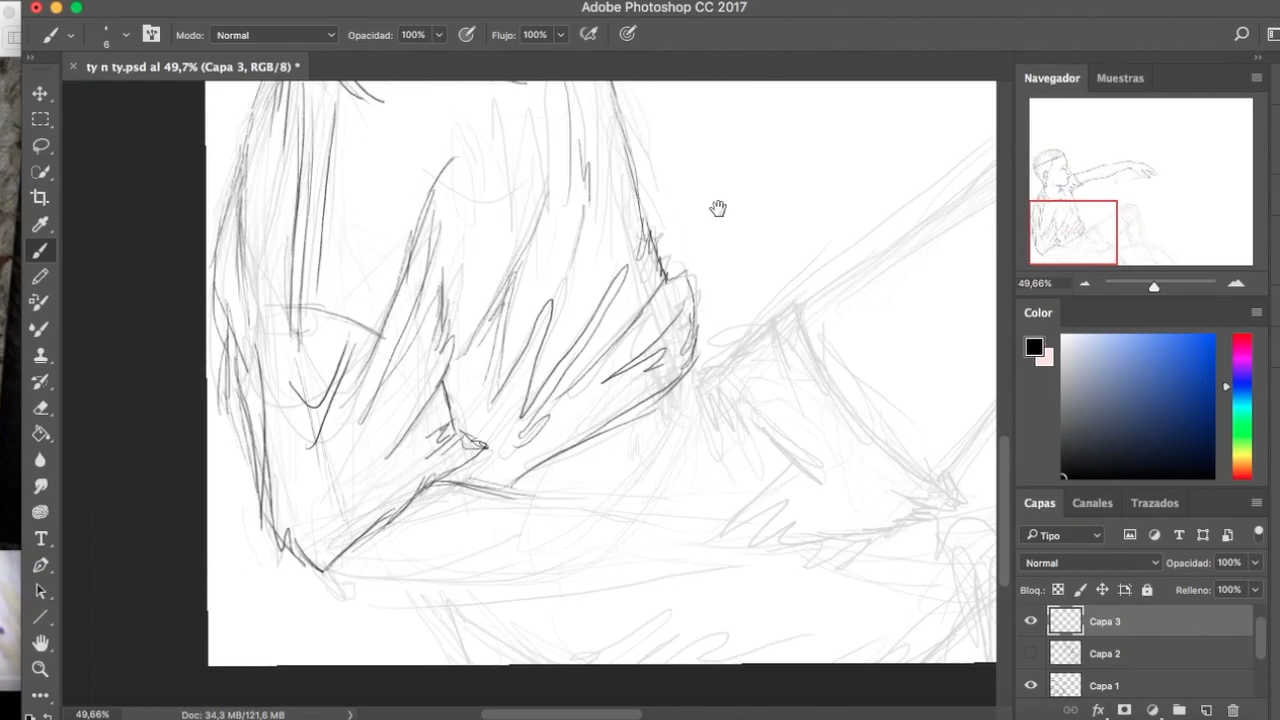 Adobe Photoshop CC 2017
6
Modo: Normal
Opacidad: 100%
Flujo: 100%
ty n ty.psd al 49,7% (Capa 3, RGB/8) *
Navegador
Muestras
49,66%
Color
Capas
Canales
Trazados
Tipo
Normal
Opacidad: 100%
Bloq.:
Relleno: 100%
Capa 3
Capa 2
Capa 1
fx
49,66%
Doc: 34,3 MB/121,6 MB